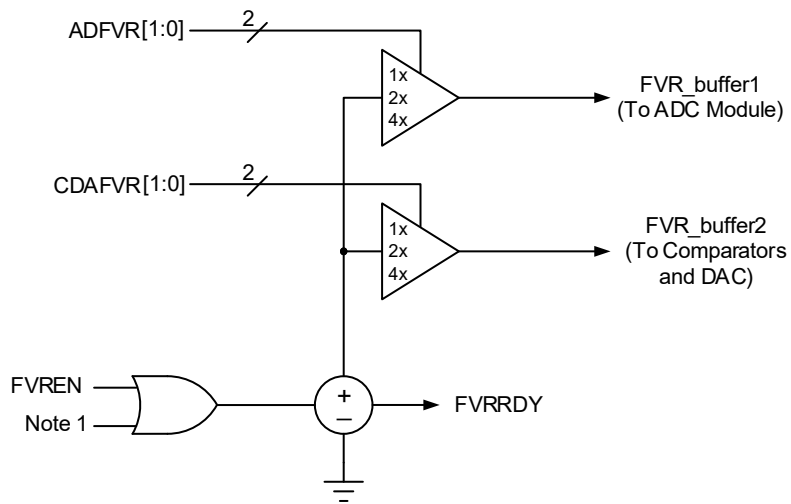 ADFVR[1:0]
2
1x
2x
4x
FVR_buffer1
(To ADC Module)
CDAFVR[1:0]
2
1x
2x
4x
FVR_buffer2
(To Comparators
and DAC)
FVREN
Note 1
+
–
FVRRDY